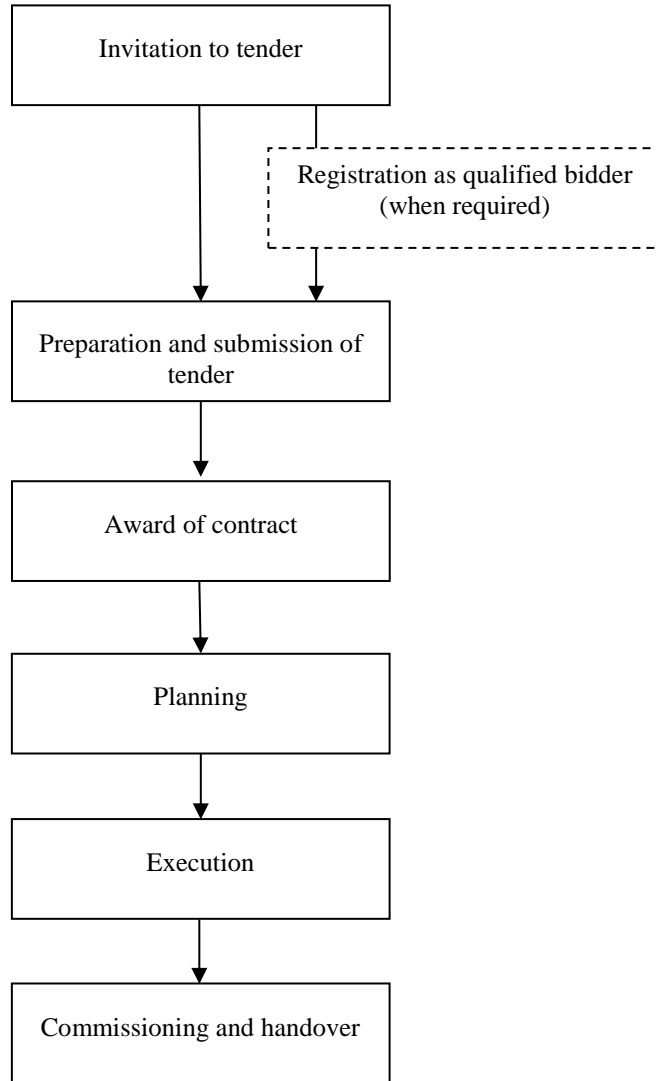 Invitation to tender
Registration as qualified bidder
(when required)
Preparation and submission of
tender
Award of contract
Planning
Execution
Commissioning and handover